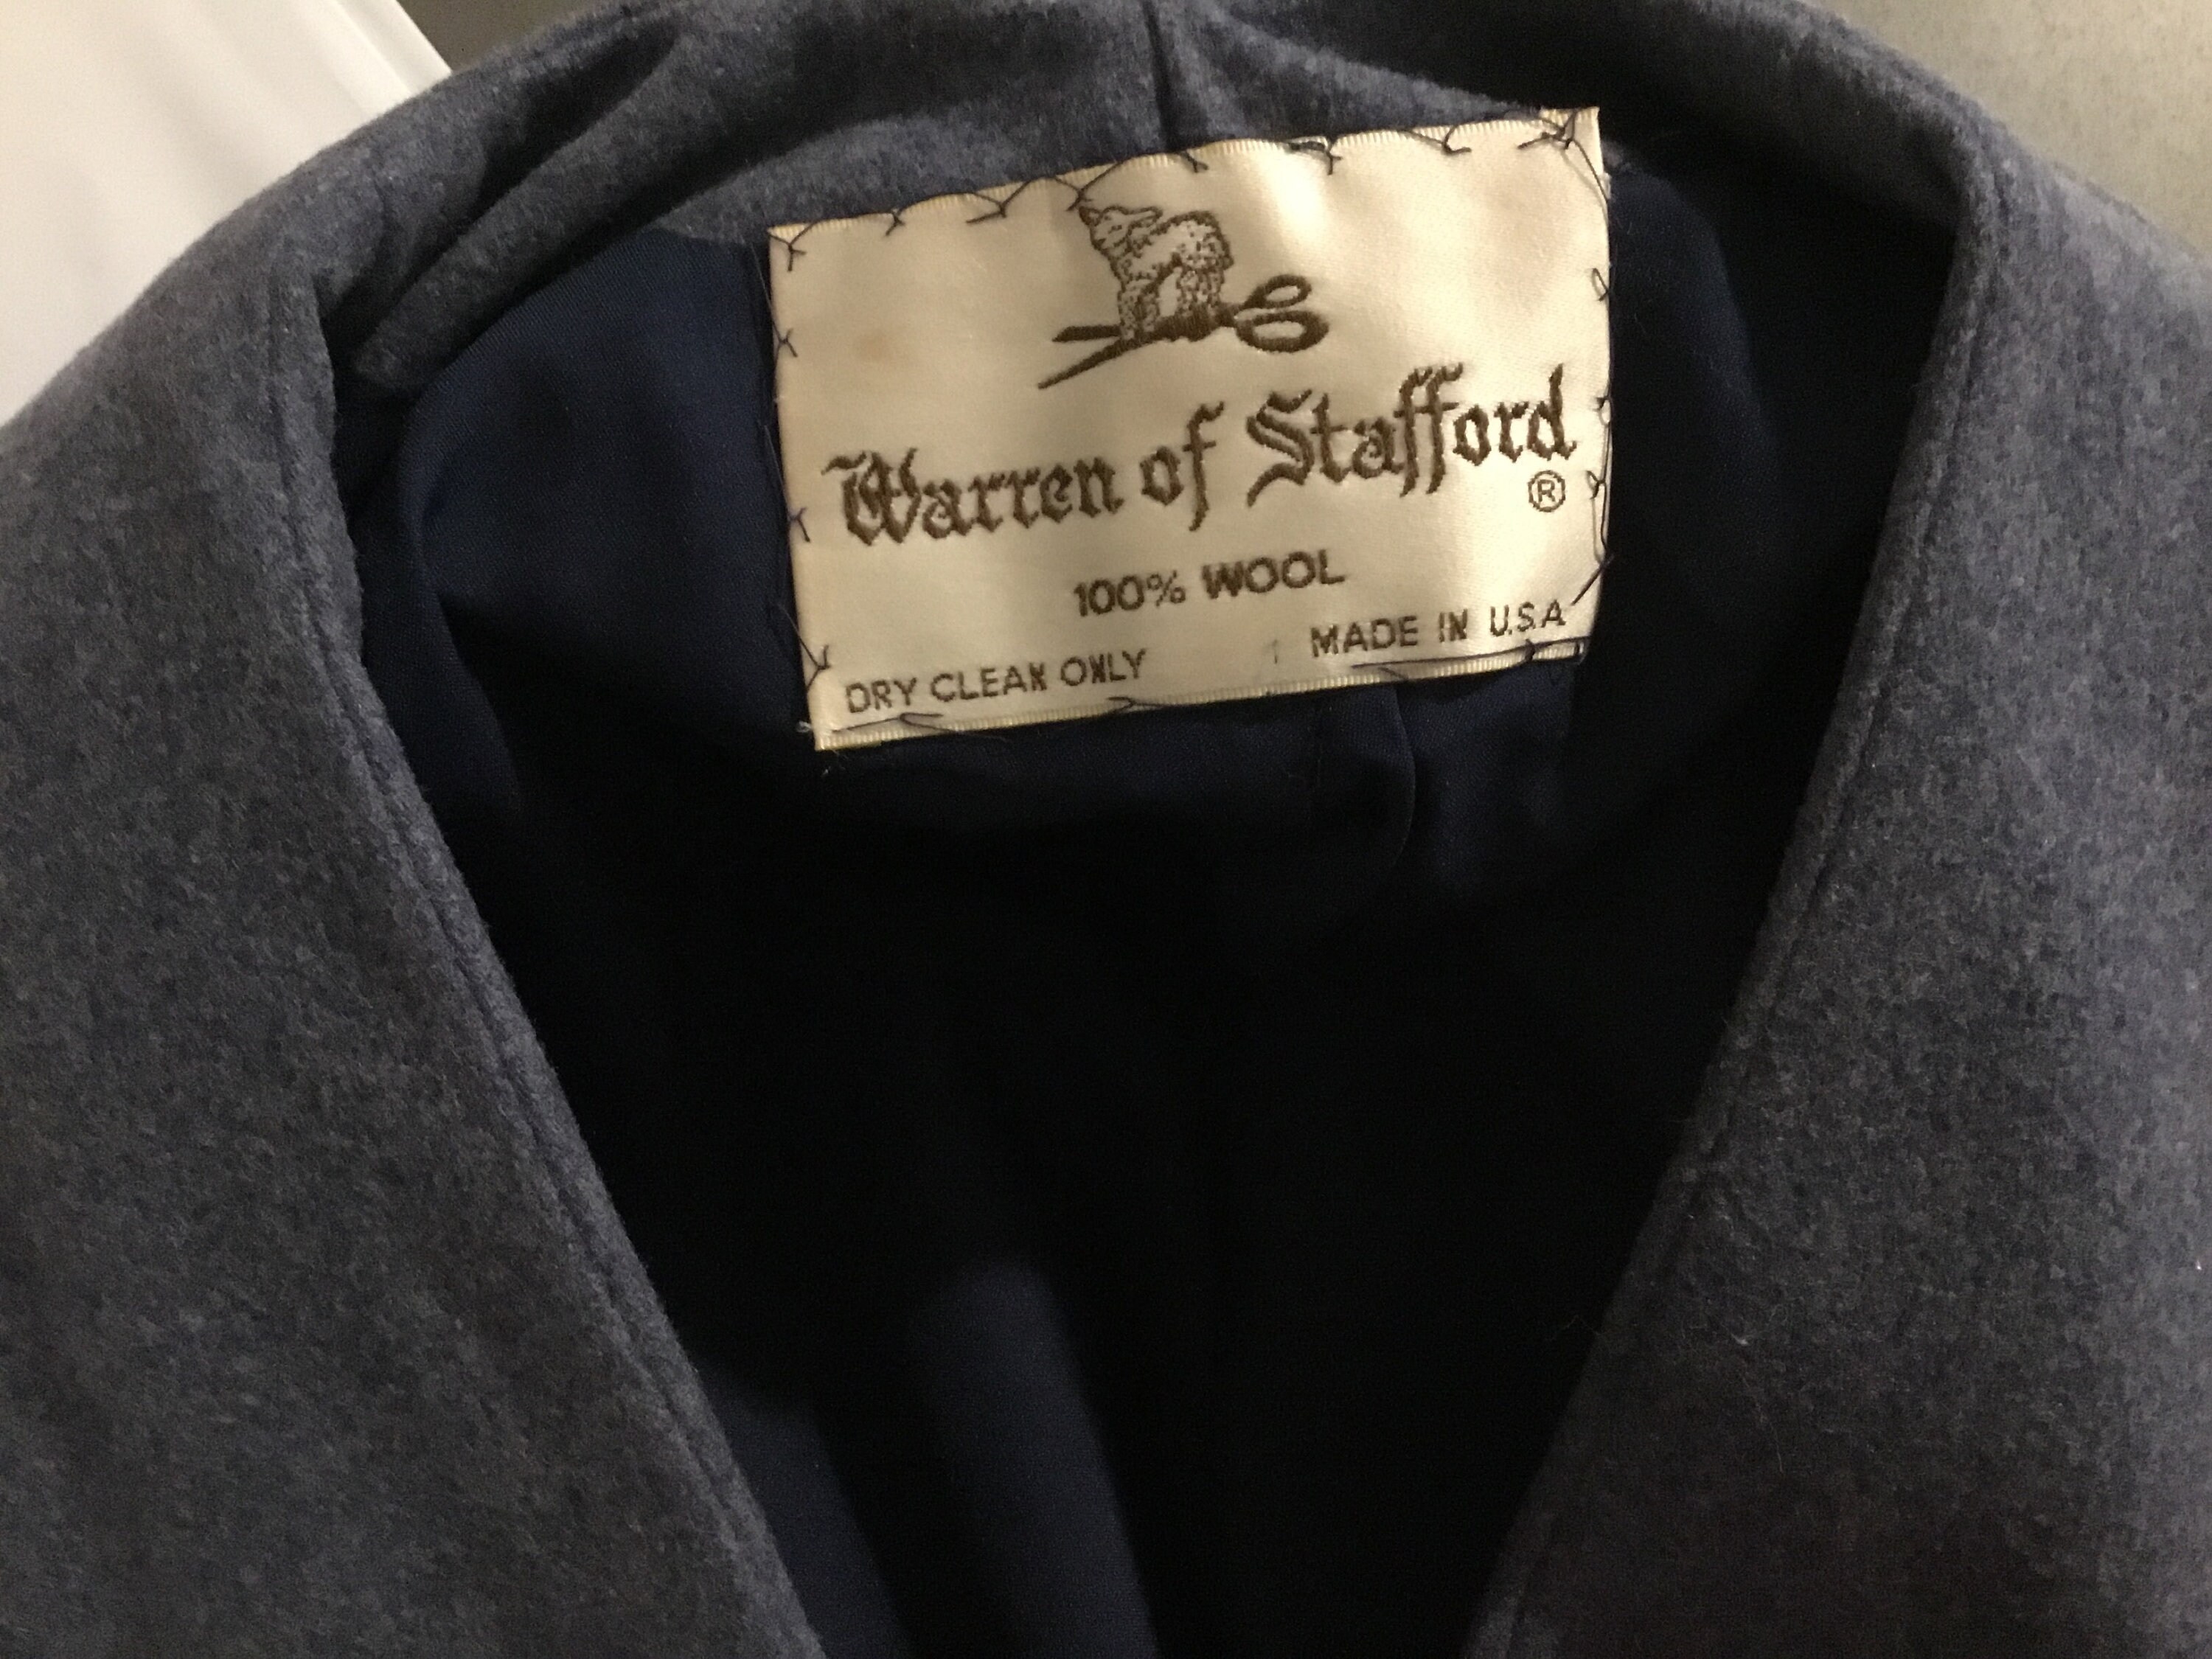 Warren of Stafford
®
100% WOOL
DRY CLEAN ONLY MADE IN U.S.A